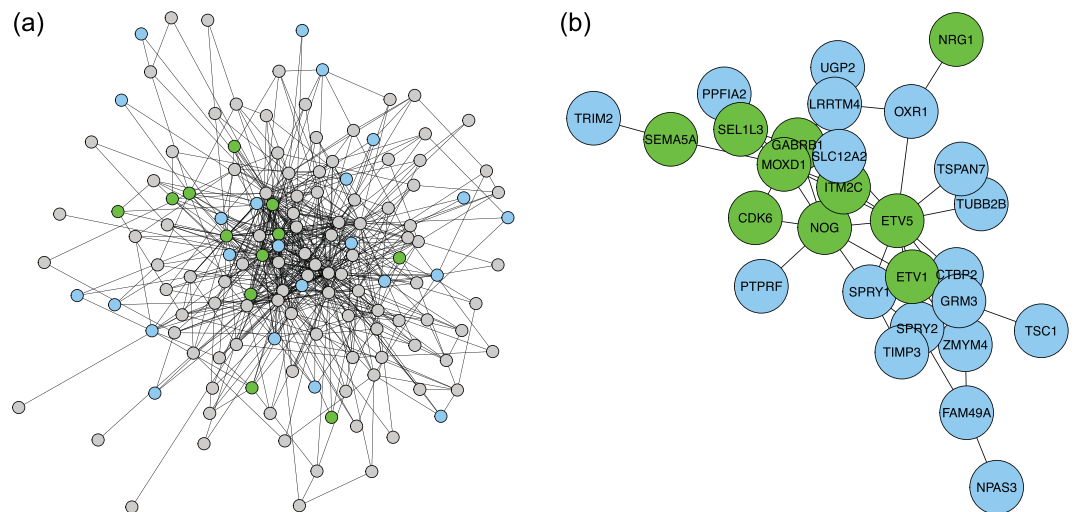 (a)
(b)
NRG1
UGP2
PPFIA2
LRRTM4
OXR1
TRIM2
SEL1L3
SEMA5A
GABRB1
SLC12A2
MOXD1
TSPAN7
ITM2C
TUBB2B
CDK6
NOG
ETV5
ETV1
CTBP2
PTPRF
SPRY1
GRM3
SPRY2
TSC1
TIMP3
ZMYM4
FAM49A
NPAS3